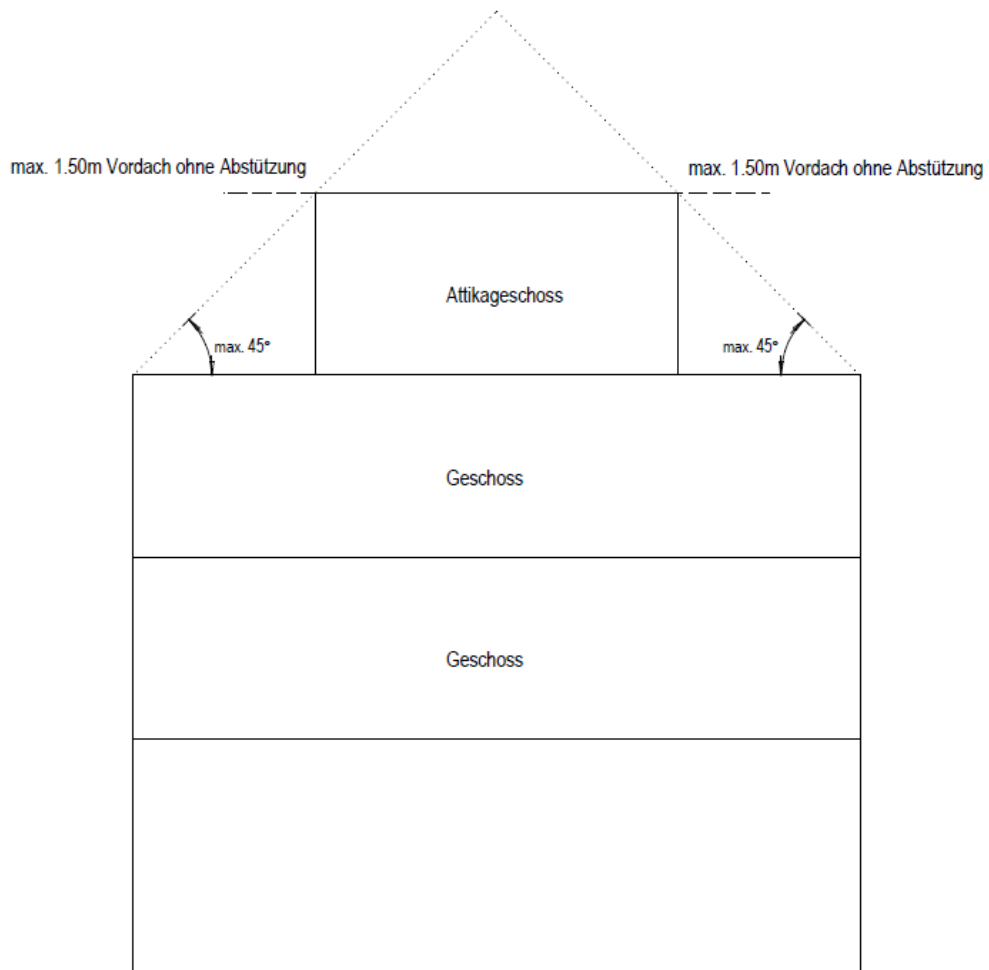 max. 1.50m Vordach ohne Abstützung
max. 1.50m Vordach ohne Abstützung
Attikageschoss
max. 45°
max. 45°
Geschoss
Geschoss